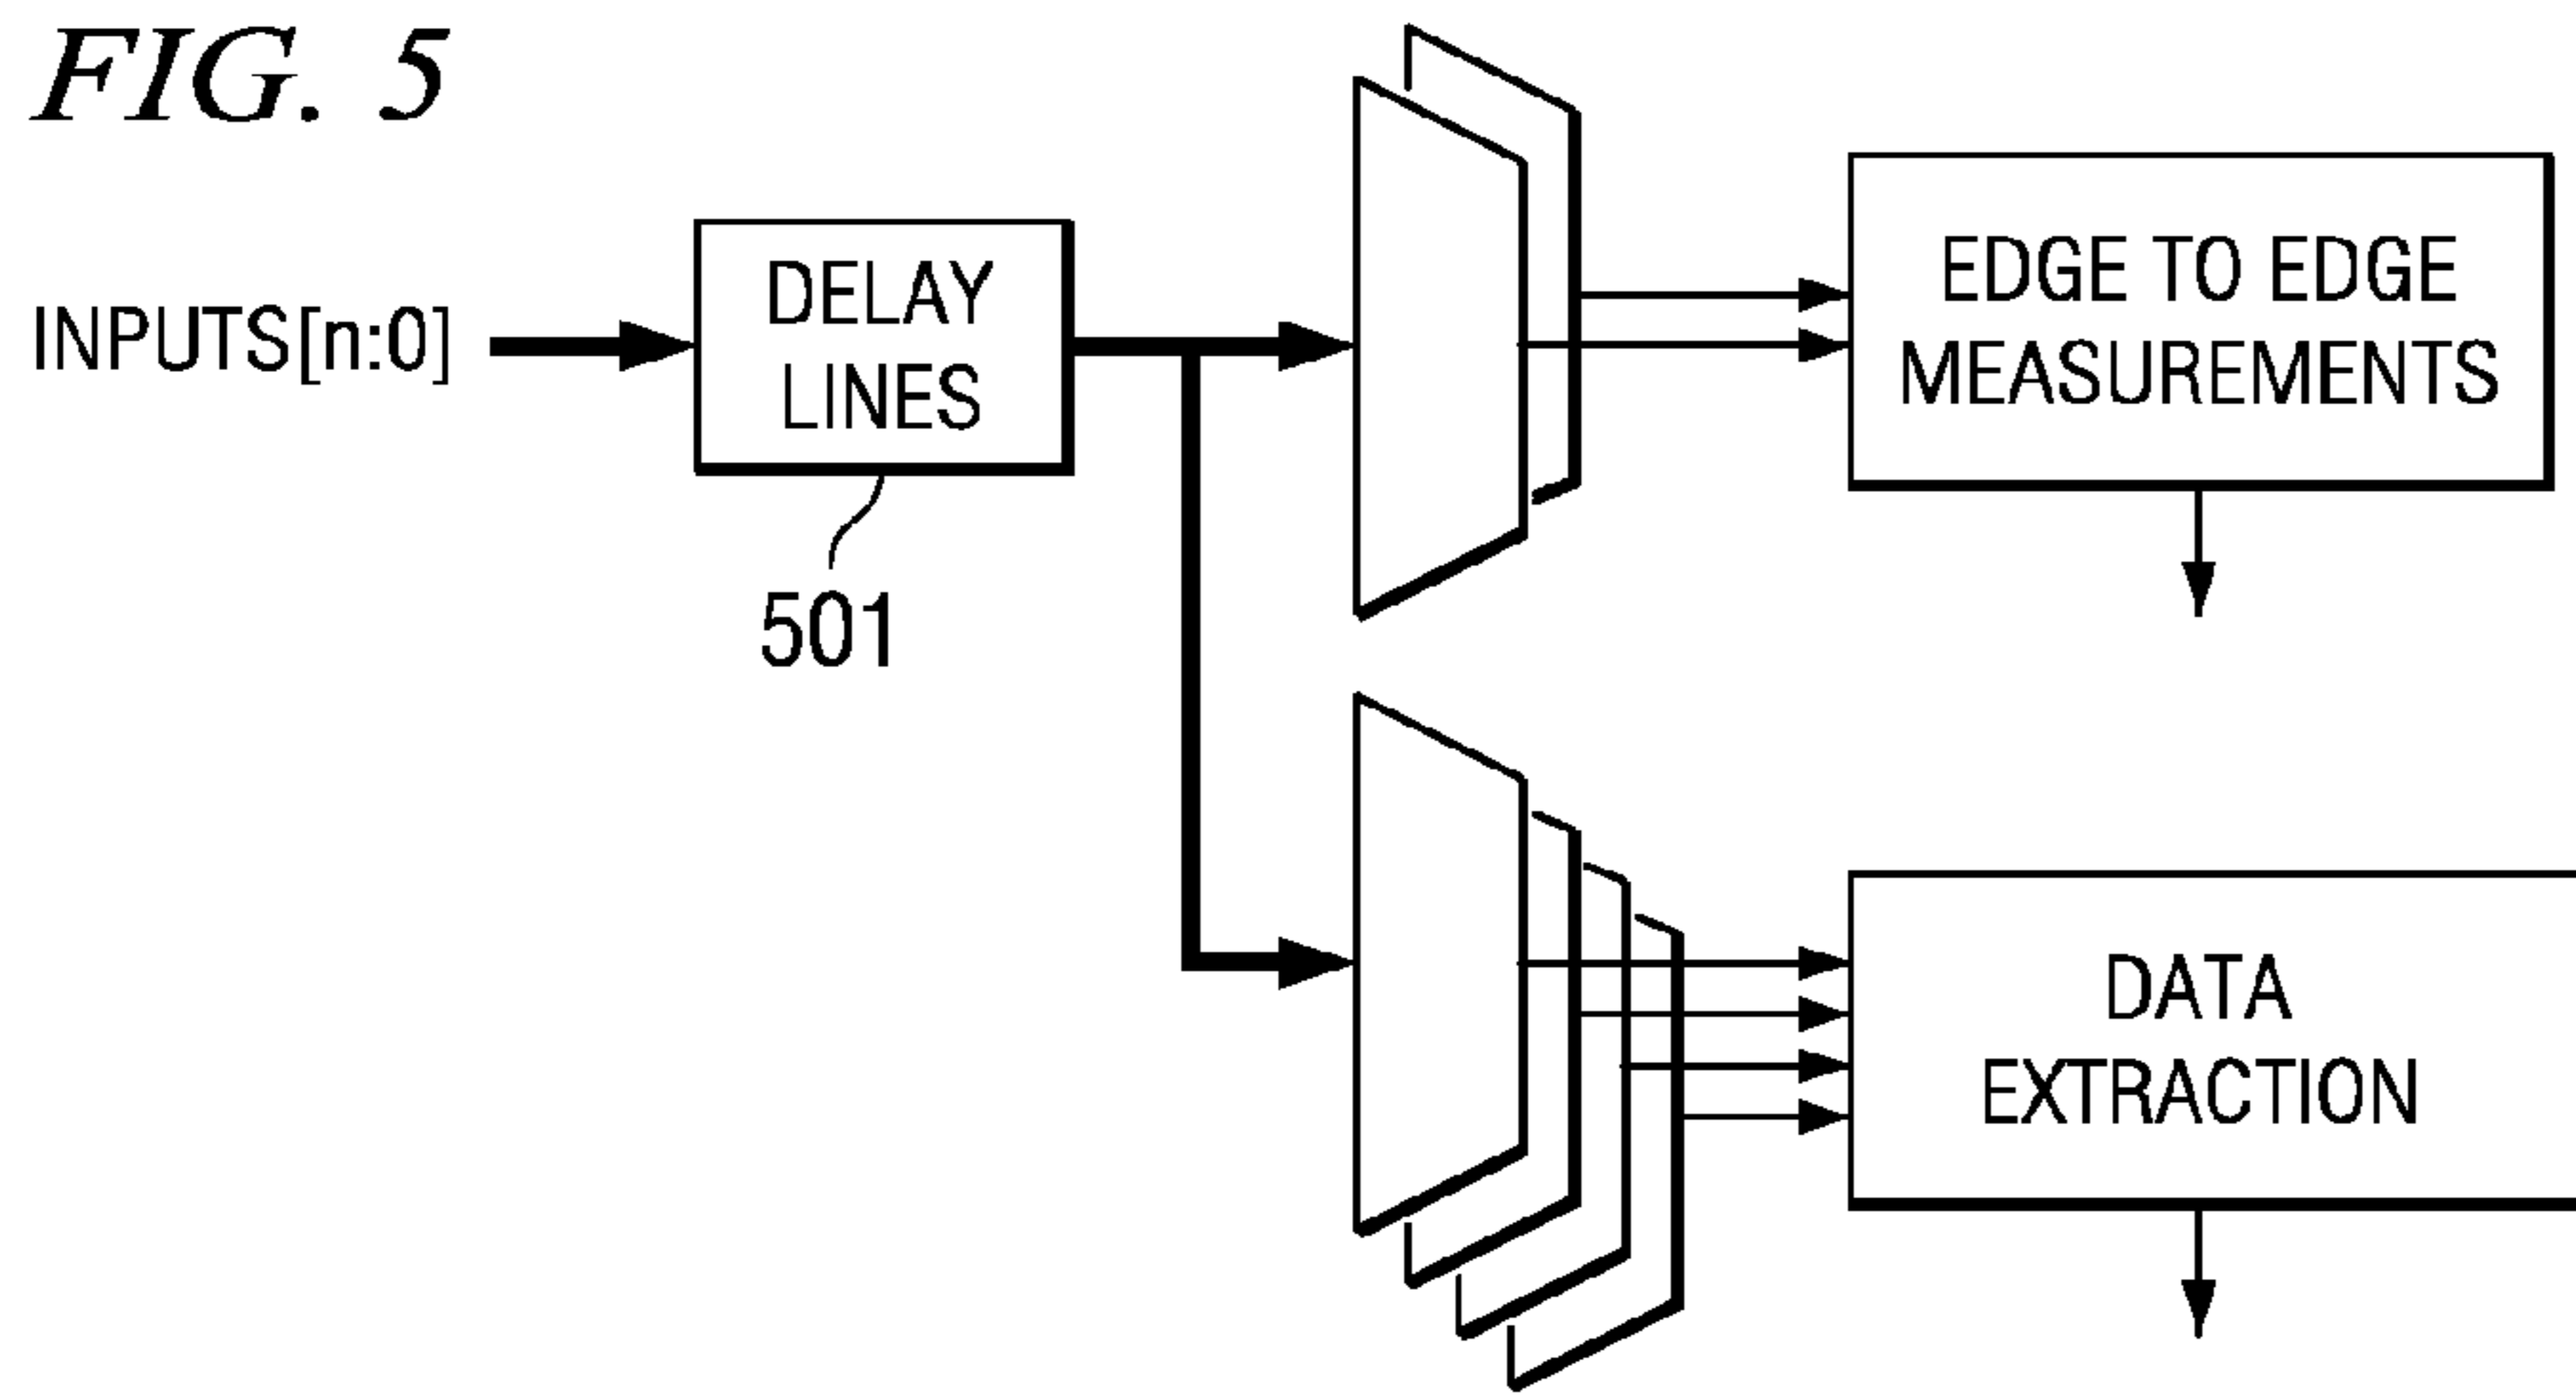 FIG. 5
INPUTS[n:0]
DELAY
LINES
501
EDGE TO EDGE
MEASUREMENTS
DATA
EXTRACTION